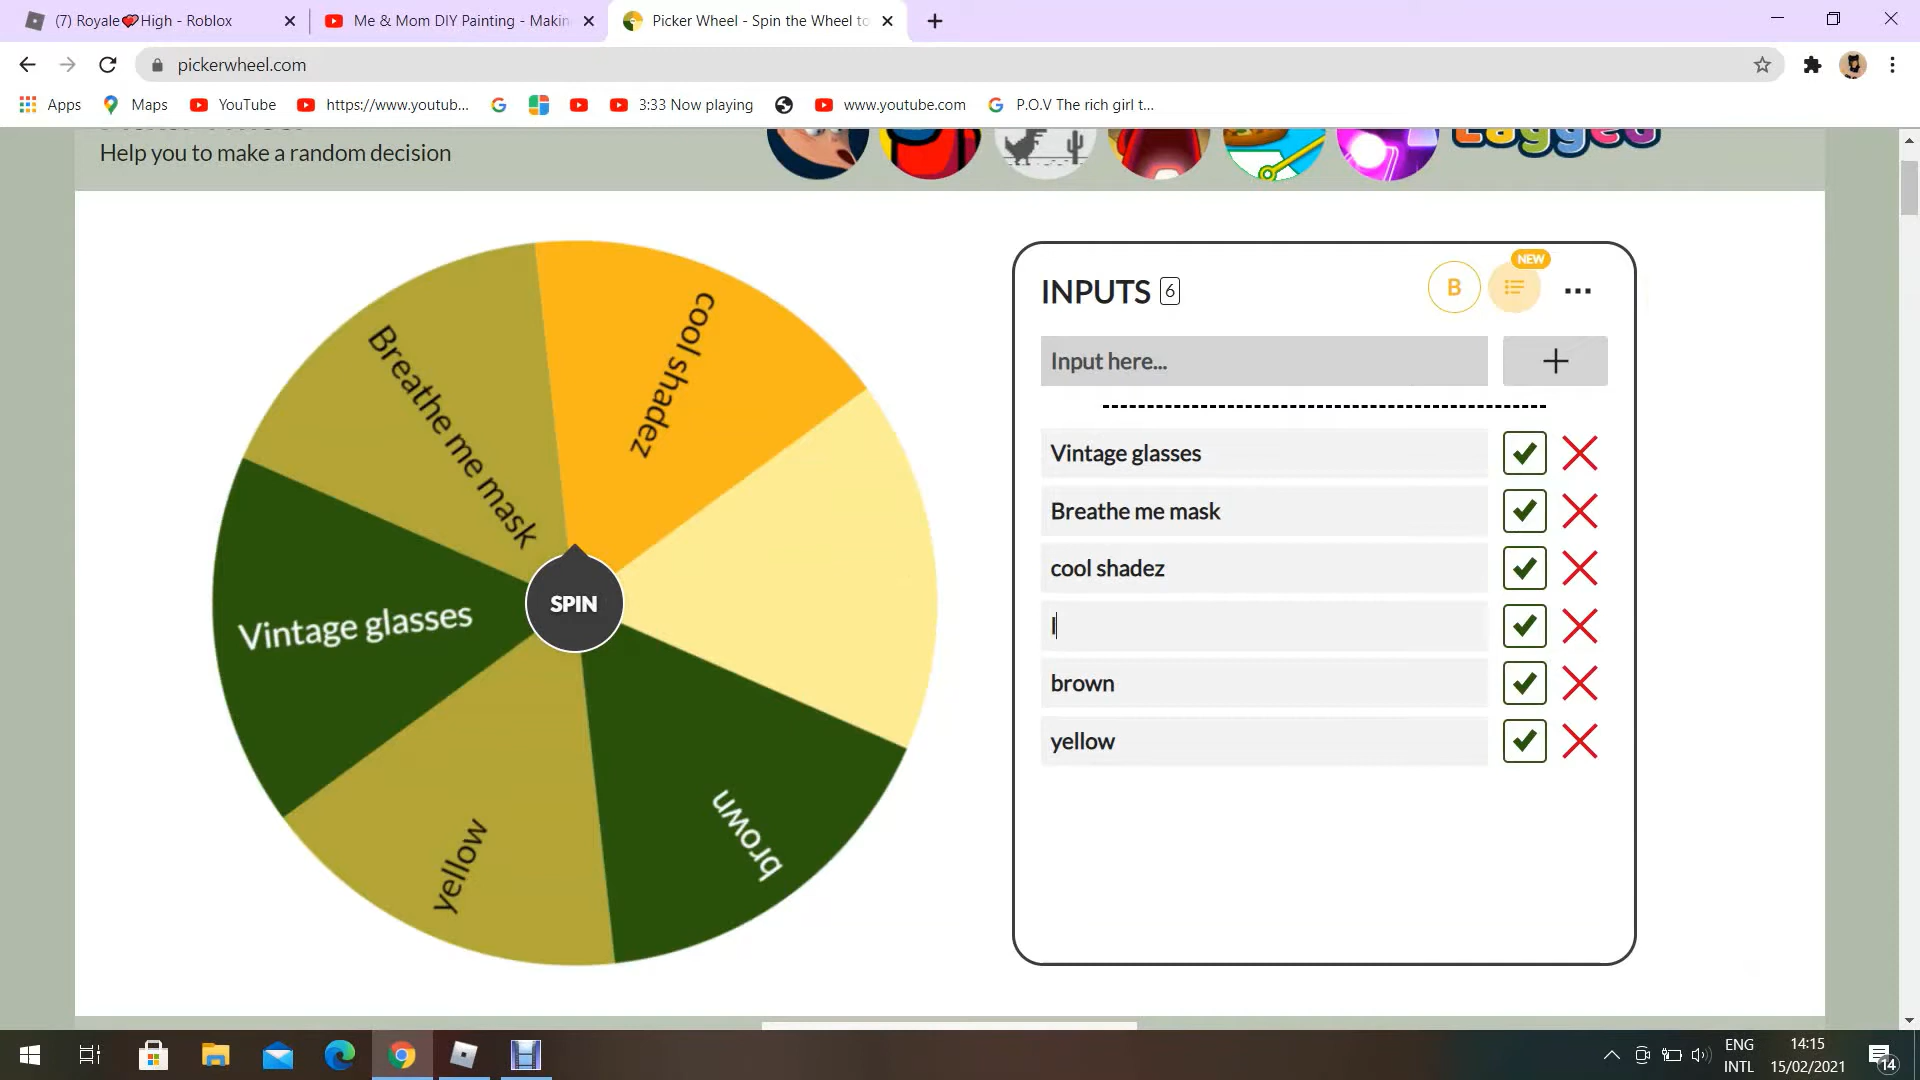 (7) Royale❤High - Roblox
Me & Mom DIY Painting - Makin
Picker Wheel - Spin the Wheel to
pickerwheel.com
Apps
Maps
YouTube
https://www.youtub...
3:33 Now playing
www.youtube.com
P.O.V The rich girl t...
Help you to make a random decision
Lagged
cool shadez
Breathe me mask
Vintage glasses
yellow
brown
SPIN
INPUTS 6
B
NEW
Input here...
+
Vintage glasses
Breathe me mask
cool shadez
l
brown
yellow
ENG
INTL
14:15
15/02/2021
14